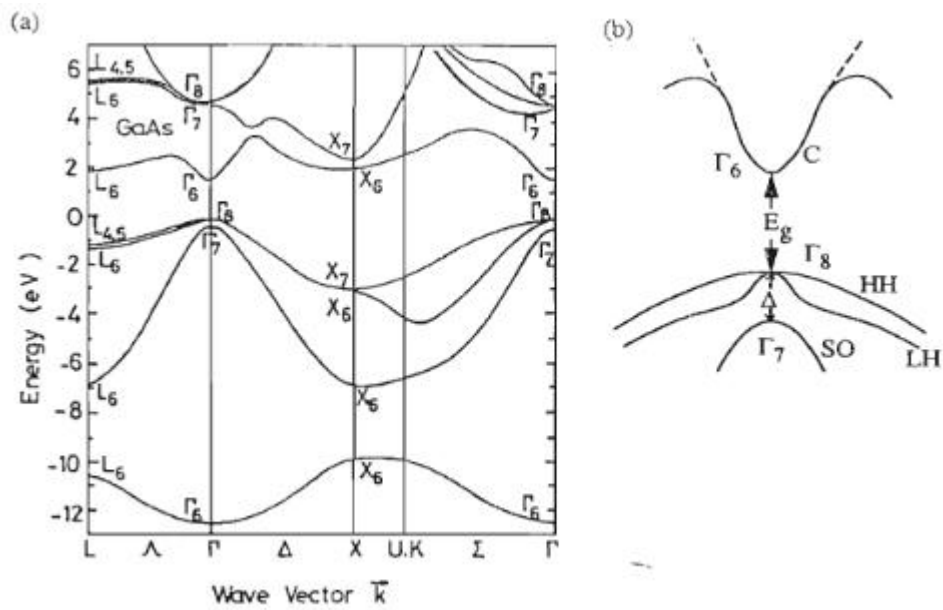 (a)
(b)
6
4
2
0
-2
-4
-6
-8
-10
-12
Energy (eV)
L4,5
L6
GaAs
L6
L4,5
L6
L6
L6
Γ8
Γ7
Γ6
Γ8
Γ7
Γ6
X7
X6
X7
X6
X6
X6
Γ8
Γ7
Γ6
Γ8
Γ7
Γ6
L Λ Γ Δ X U.K Σ Γ
Wave Vector k⃗
Γ6 C
Eg
Γ8
HH
Δ
Γ7 SO
LH